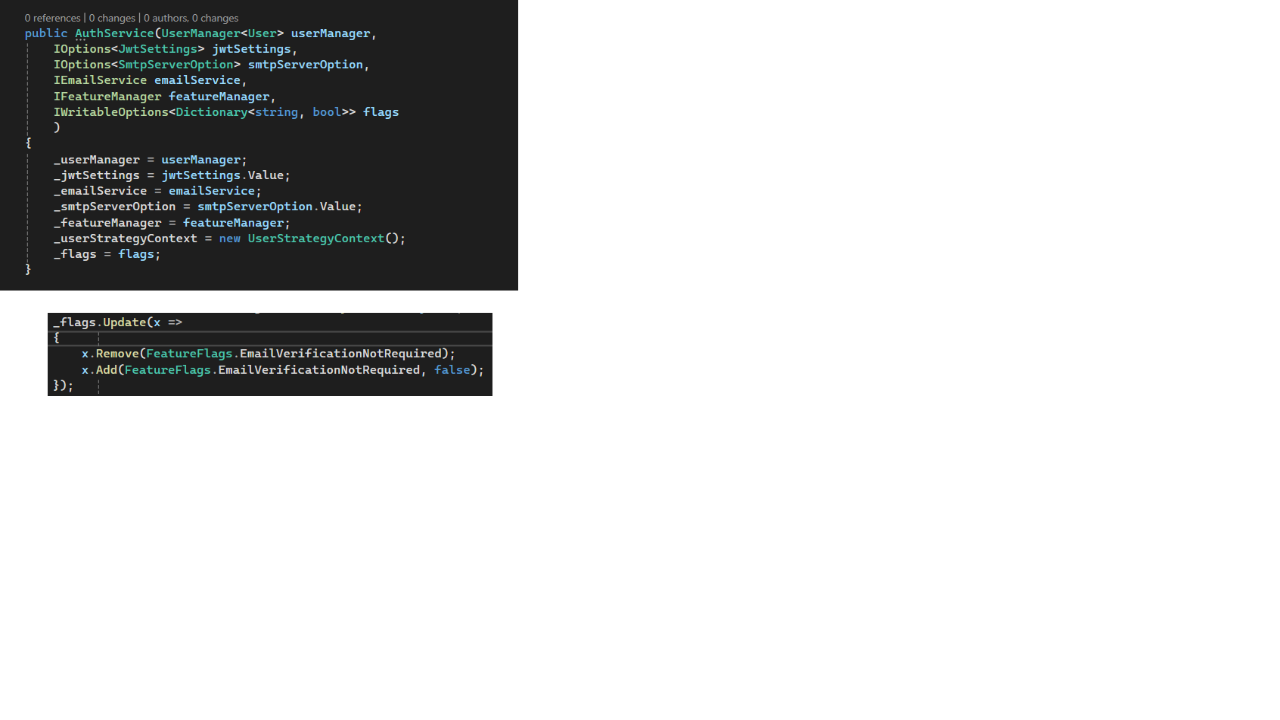 0 references | 0 changes | 0 authors, 0 changes
public AuthService(UserManager<User> userManager,
IOptions<JwtSettings> jwtSettings,
IOptions<SmtpServerOption> smtpServerOption,
IEmailService emailService,
IFeatureManager featureManager,
IWritableOptions<Dictionary<string, bool>> flags
)
{
_userManager = userManager;
_jwtSettings = jwtSettings.Value;
_emailService = emailService;
_smtpServerOption = smtpServerOption.Value;
_featureManager = featureManager;
_userStrategyContext = new UserStrategyContext();
_flags = flags;
}
_flags.Update(x =>
{
x.Remove(FeatureFlags.EmailVerificationNotRequired);
x.Add(FeatureFlags.EmailVerificationNotRequired, false);
});